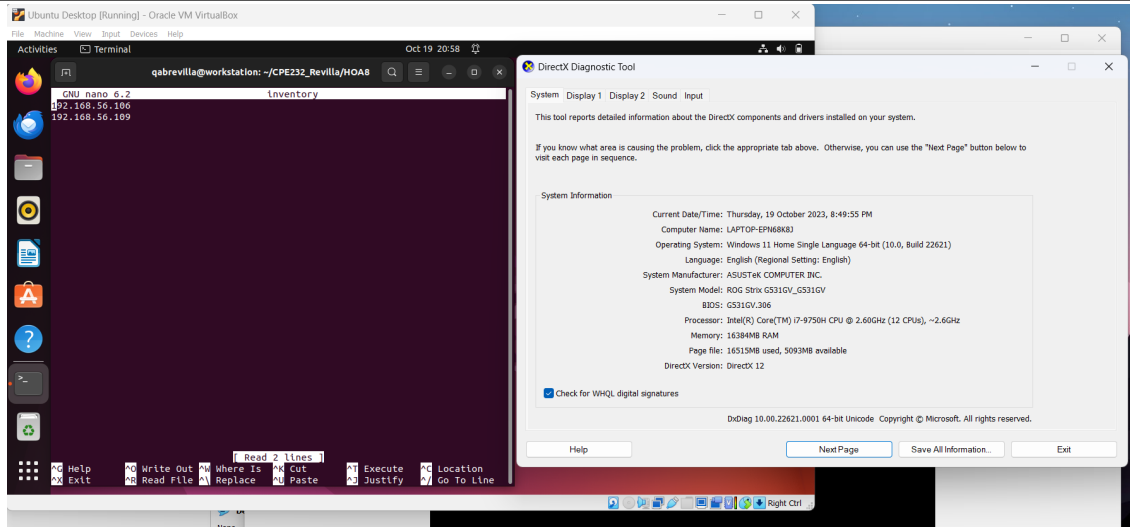 Ubuntu Desktop [Running] - Oracle VM VirtualBox
File Machine View Input Devices Help
Activities Terminal Oct 19 20:58
qabrevilla@workstation: ~/CPE232_Revilla/HOA8
GNU nano 6.2 inventory
192.168.56.106
192.168.56.109
[ Read 2 lines ]
^G Help ^O Write Out ^W Where Is ^K Cut ^T Execute ^C Location
^X Exit ^R Read File ^\ Replace ^U Paste ^J Justify ^/ Go To Line
Right Ctrl
DirectX Diagnostic Tool
System Display 1 Display 2 Sound Input
This tool reports detailed information about the DirectX components and drivers installed on your system.
If you know what area is causing the problem, click the appropriate tab above. Otherwise, you can use the "Next Page" button below to
visit each page in sequence.
System Information
Current Date/Time: Thursday, 19 October 2023, 8:49:55 PM
Computer Name: LAPTOP-EPN68K8J
Operating System: Windows 11 Home Single Language 64-bit (10.0, Build 22621)
Language: English (Regional Setting: English)
System Manufacturer: ASUSTeK COMPUTER INC.
System Model: ROG Strix G531GV_G531GV
BIOS: G531GV.306
Processor: Intel(R) Core(TM) i7-9750H CPU @ 2.60GHz (12 CPUs), ~2.6GHz
Memory: 16384MB RAM
Page file: 16515MB used, 5093MB available
DirectX Version: DirectX 12
Check for WHQL digital signatures
DxDiag 10.00.22621.0001 64-bit Unicode Copyright © Microsoft. All rights reserved.
Help Next Page Save All Information... Exit